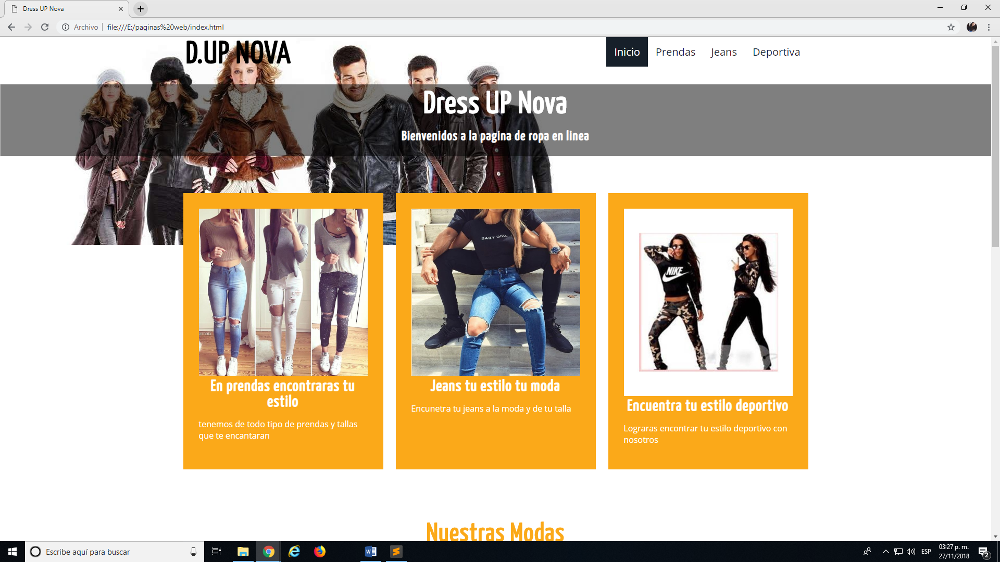 Dress UP Nova
Archivo
file:///E:/paginas%20web/index.html
D.UP NOVA
Inicio Prendas Jeans Deportiva
Dress UP Nova
Bienvenidos a la pagina de ropa en linea
BABY GIRL
NIKE
En prendas encontraras tu
estilo
tenemos de todo tipo de prendas y tallas
que te encantaran
Jeans tu estilo tu moda
Encunetra tu jeans a la moda y de tu talla
Encuentra tu estilo deportivo
Lograras encontrar tu estilo deportivo con
nosotros
Nuestras Modas
Escribe aquí para buscar
ESP
03:27 p. m.
27/11/2018
2